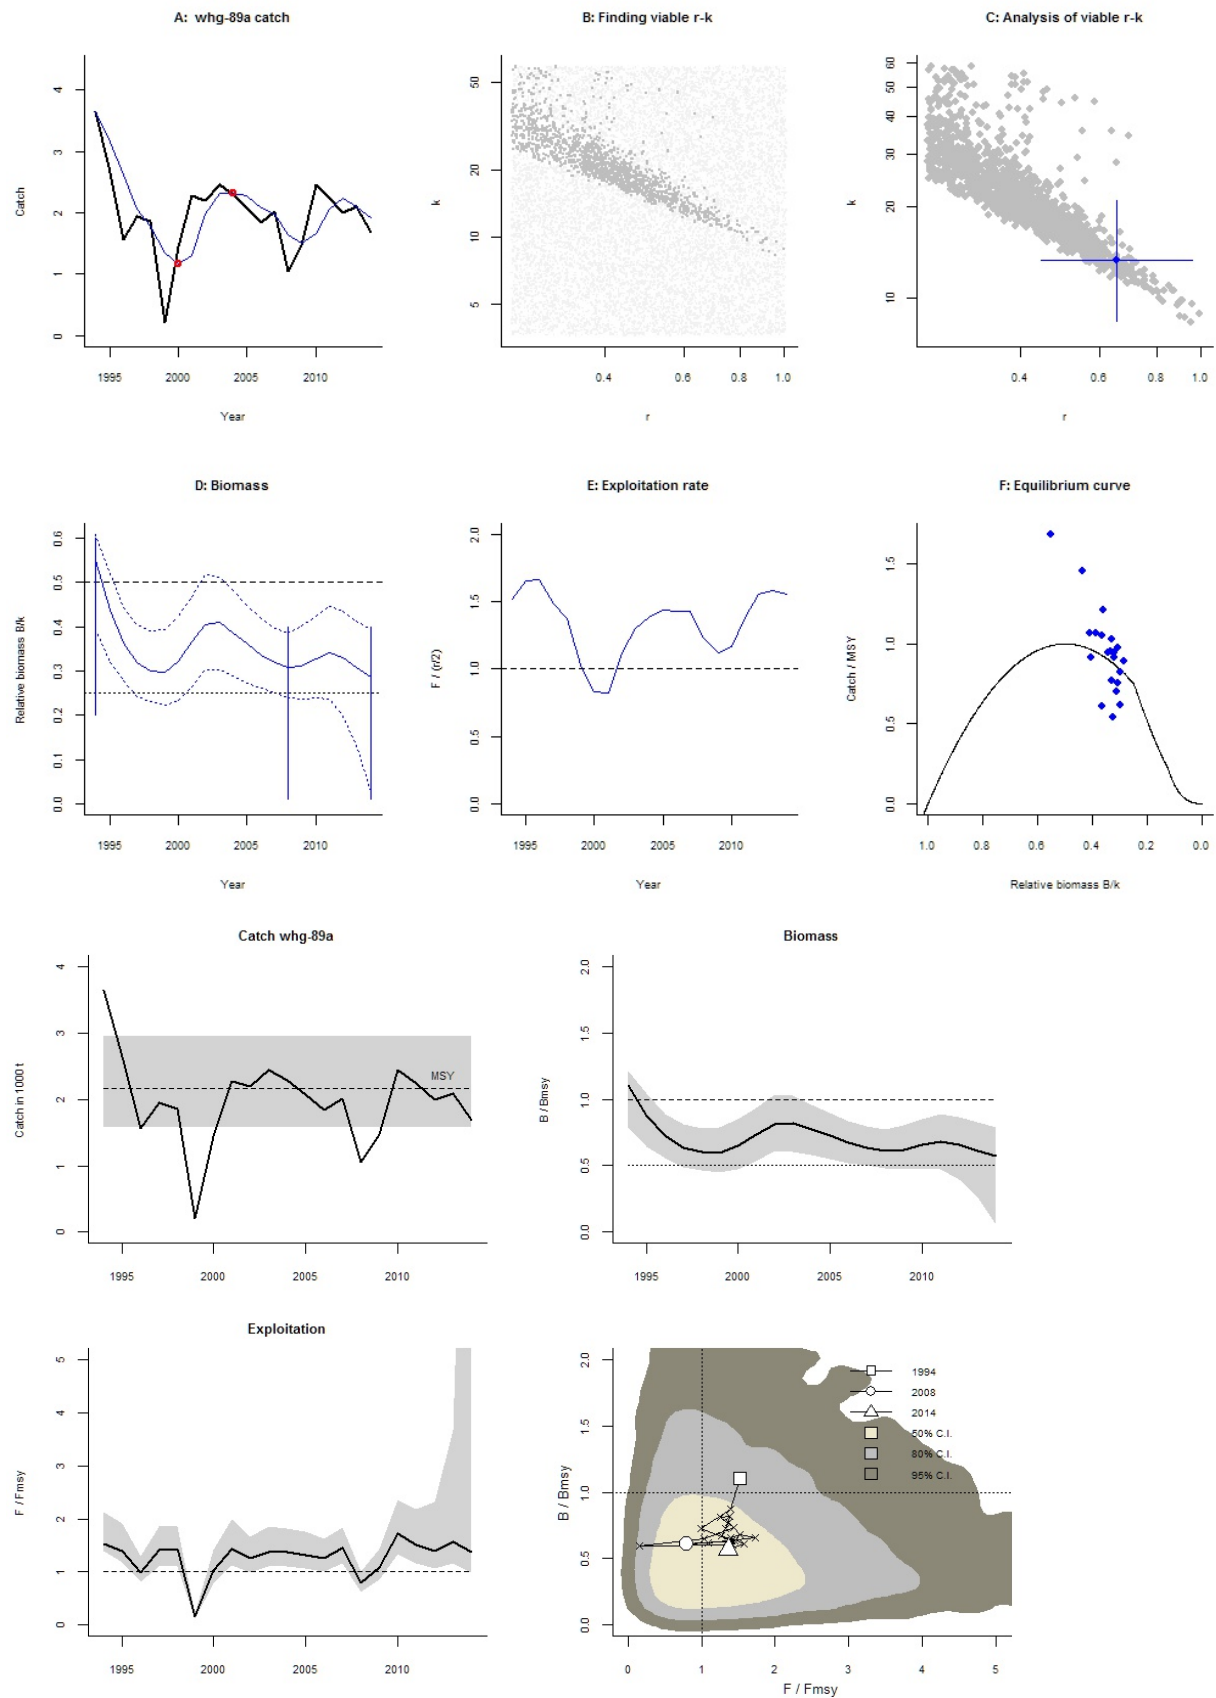 A: whg-89a catch
B: Finding viable r-k
C: Analysis of viable r-k
Catch
0 1 2 3 4
1995 2000 2005 2010
Year
k
5 10 20 50
0.4 0.6 0.8 1.0
r
k
10 20 30 40 50 60
0.4 0.6 0.8 1.0
r
D: Biomass
E: Exploitation rate
F: Equilibrium curve
Relative biomass B/k
0.0 0.1 0.2 0.3 0.4 0.5 0.6
1995 2000 2005 2010
Year
F / (r/2)
0.0 0.5 1.0 1.5 2.0
1995 2000 2005 2010
Year
Catch / MSY
0.0 0.5 1.0 1.5
1.0 0.8 0.6 0.4 0.2 0.0
Relative biomass B/k
Catch whg-89a
Biomass
Catch in 1000 t
0 1 2 3 4
MSY
1995 2000 2005 2010
B / Bmsy
0.0 0.5 1.0 1.5 2.0
1995 2000 2005 2010
Exploitation
F / Fmsy
0 1 2 3 4 5
1995 2000 2005 2010
B / Bmsy
0.0 0.5 1.0 1.5 2.0
1994
2008
2014
50% C.I.
80% C.I.
95% C.I.
0 1 2 3 4 5
F / Fmsy